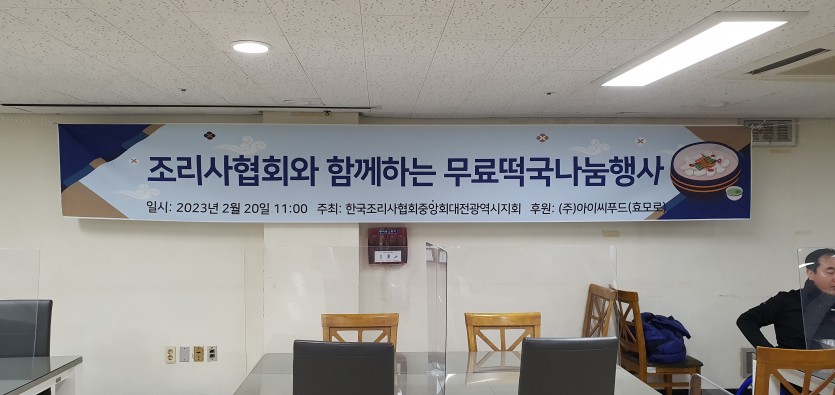 조리사협회와 함께하는 무료떡국나눔행사
일시: 2023년 2월 20일 11:00 주최: 한국조리사협회중앙회대전광역시지회 후원: (주)아이씨푸드(효모로)